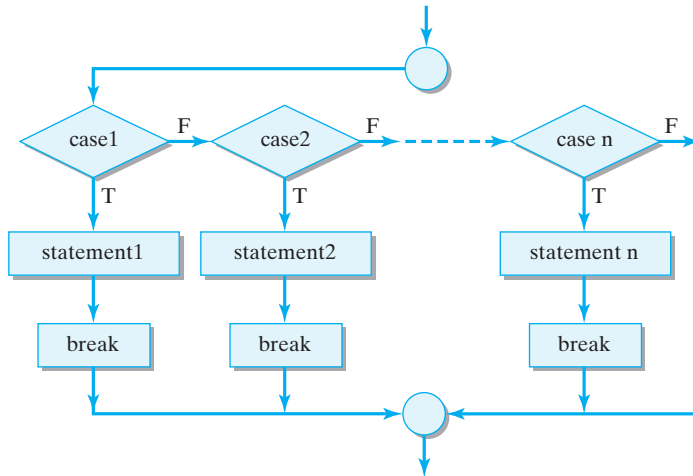 case1 F case2 F case n F
T T T
statement1 statement2 statement n
break break break